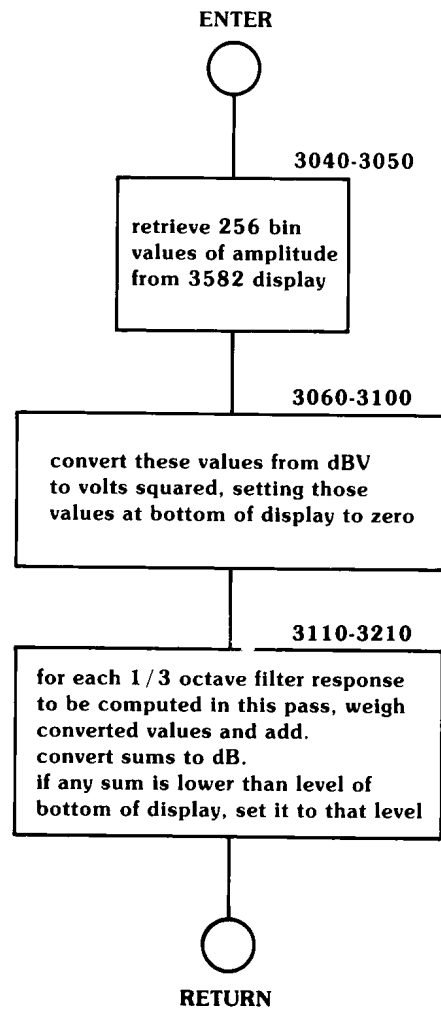 ENTER
3040-3050
retrieve 256 bin
values of amplitude
from 3582 display
3060-3100
convert these values from dBV
to volts squared, setting those
values at bottom of display to zero
3110-3210
for each 1/3 octave filter response
to be computed in this pass, weigh
converted values and add.
convert sums to dB.
if any sum is lower than level of
bottom of display, set it to that level
RETURN